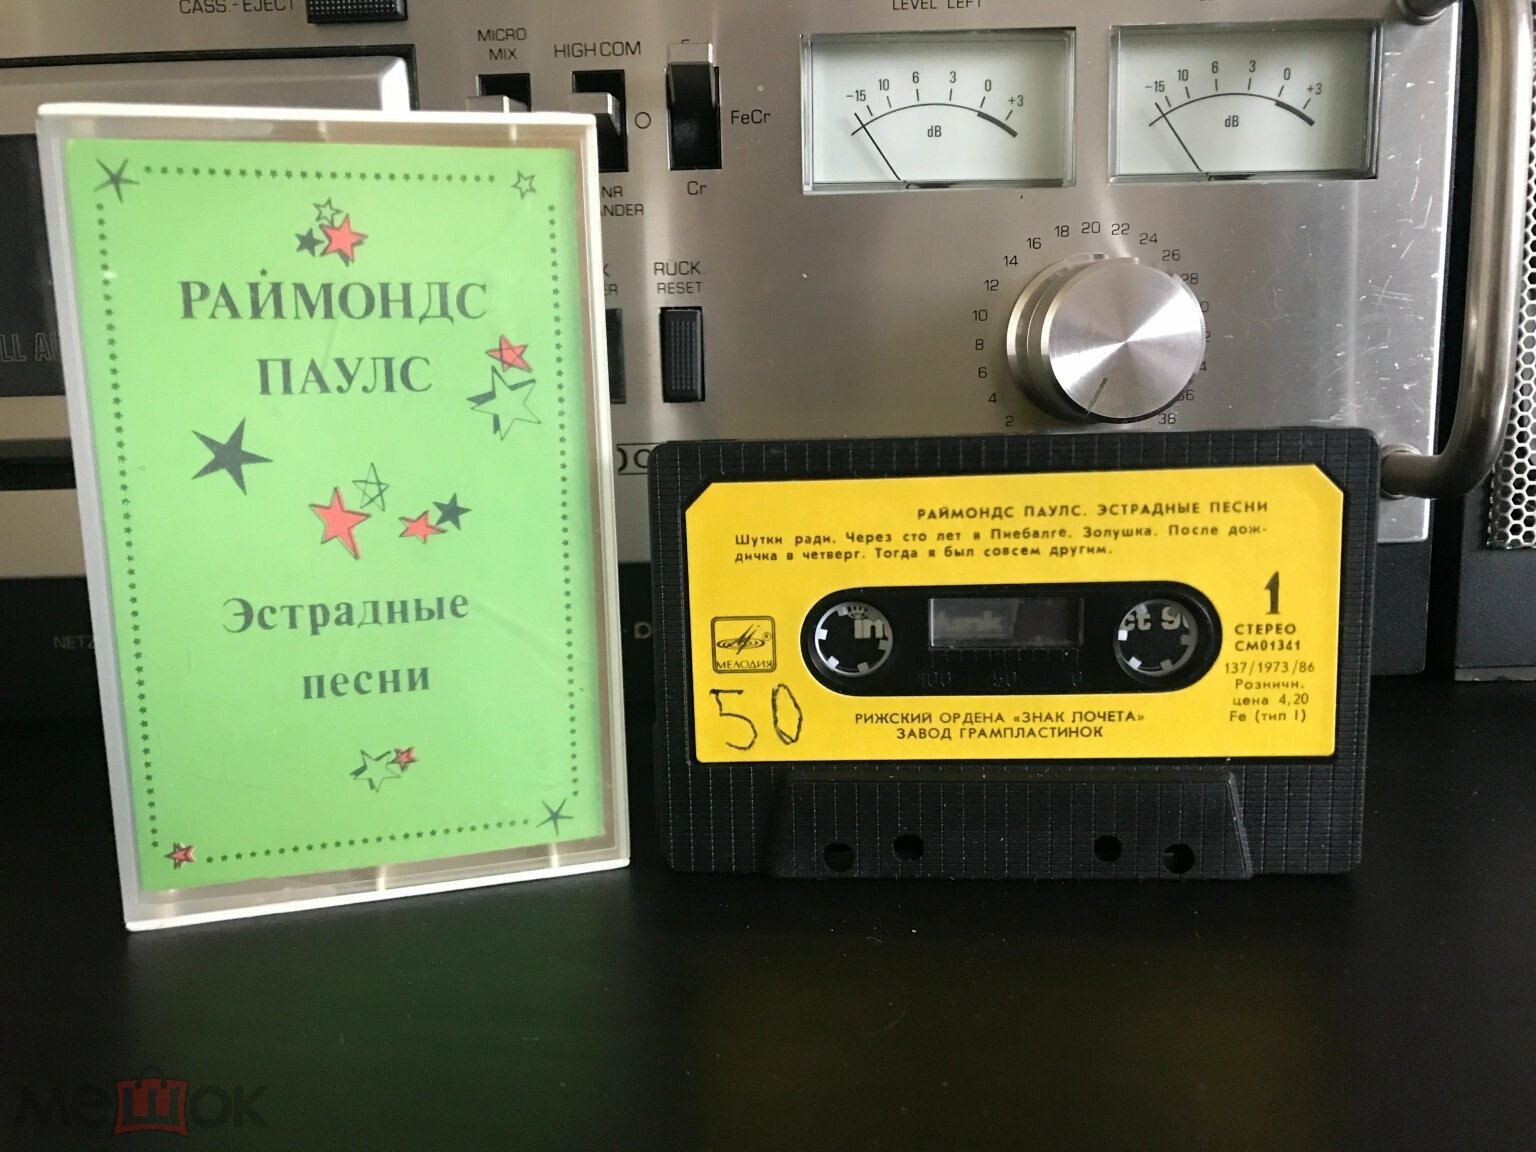 CASS.-EJECT
LEVEL LEFT
MICRO
MIX
HIGH COM
FeCr
Cr
NR
RÜCK.
RESET
-15 10 6 3 0 +3
dB
-15 10 6 3 0 +3
dB
2 4 6 8 10 12 14 16 18 20 22 24 26 28
38
РАЙМОНДС
ПАУЛС
Эстрадные
песни
РАЙМОНДС ПАУЛС. ЭСТРАДНЫЕ ПЕСНИ
Шутки ради. Через сто лет в Пиебалге. Золушка. После дож-
дичка в четверг. Тогда я был совсем другим.
МЕЛОДИЯ
50
100 50 0
1
СТЕРЕО
СМ01341
137/1973/86
Розничн.
цена 4,20
Fe (тип I)
РИЖСКИЙ ОРДЕНА «ЗНАК ПОЧЕТА»
ЗАВОД ГРАМПЛАСТИНОК
мешок